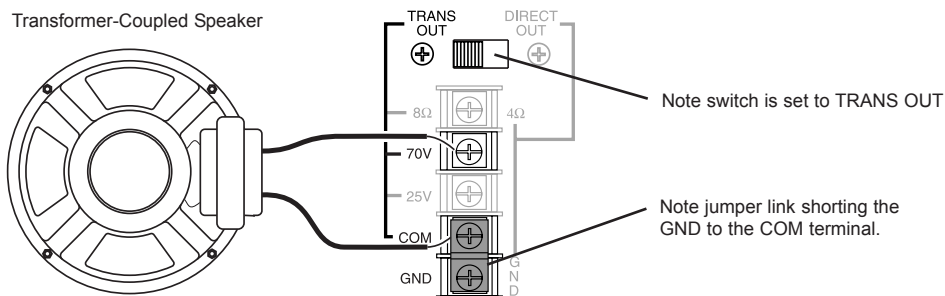 Transformer-Coupled Speaker
TRANS
OUT
DIRECT
OUT
Note switch is set to TRANS OUT
8Ω
4Ω
70V
25V
Note jumper link shorting the
GND to the COM terminal.
COM
GND
G
N
D